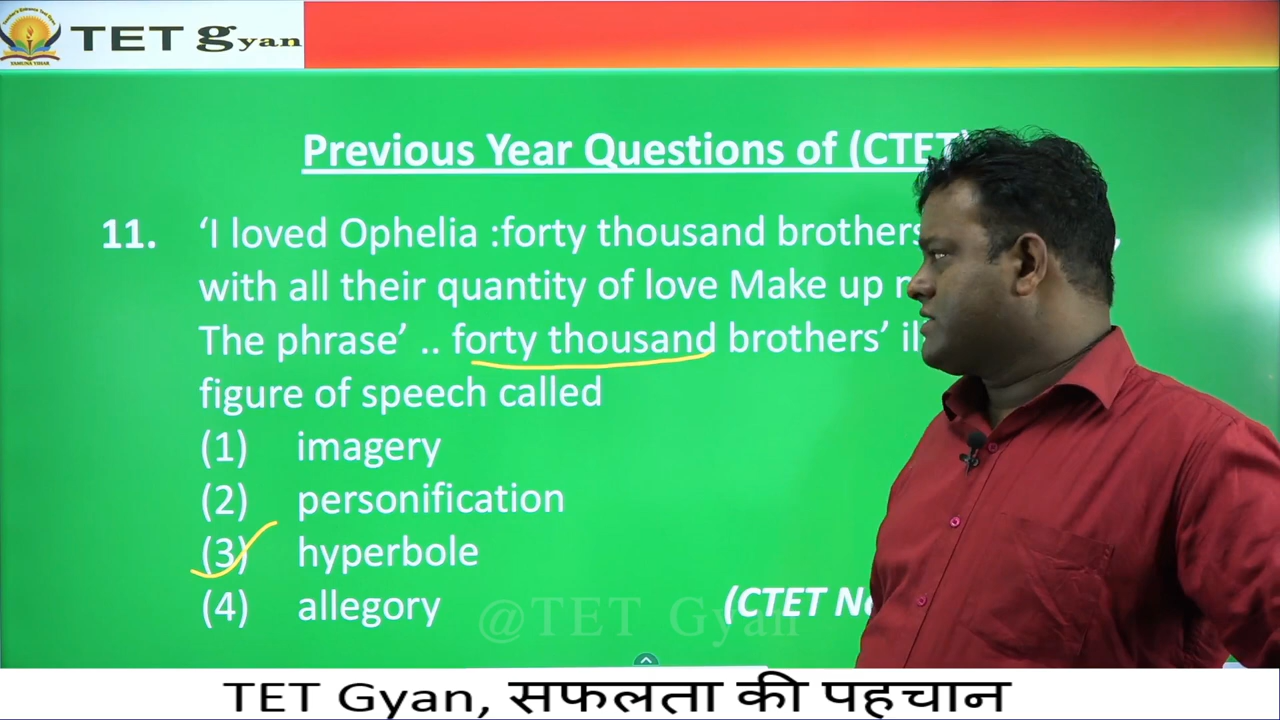 TET gyan
Previous Year Questions of (CTET)
11. ‘I loved Ophelia :forty thousand brothers
with all their quantity of love Make up
The phrase’ .. forty thousand brothers’
figure of speech called
(1) imagery
(2) personification
(3) hyperbole
(4) allegory
(CTET
@TET Gyan
TET Gyan, सफलता की पहचान